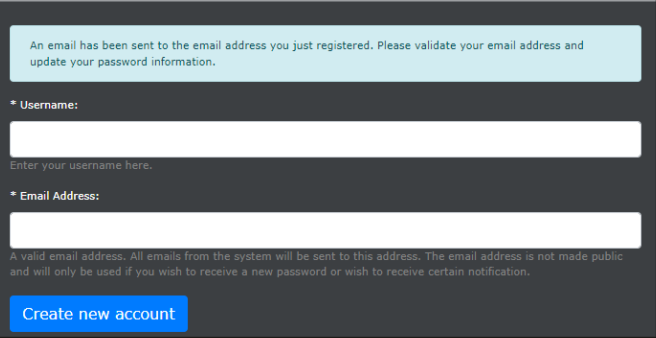 An email has been sent to the email address you just registered. Please validate your email address and
update your password information.
* Username:
Enter your username here.
* Email Address:
A valid email address. All emails from the system will be sent to this address. The email address is not made public
and will only be used if you wish to receive a new password or wish to receive certain notification.
Create new account